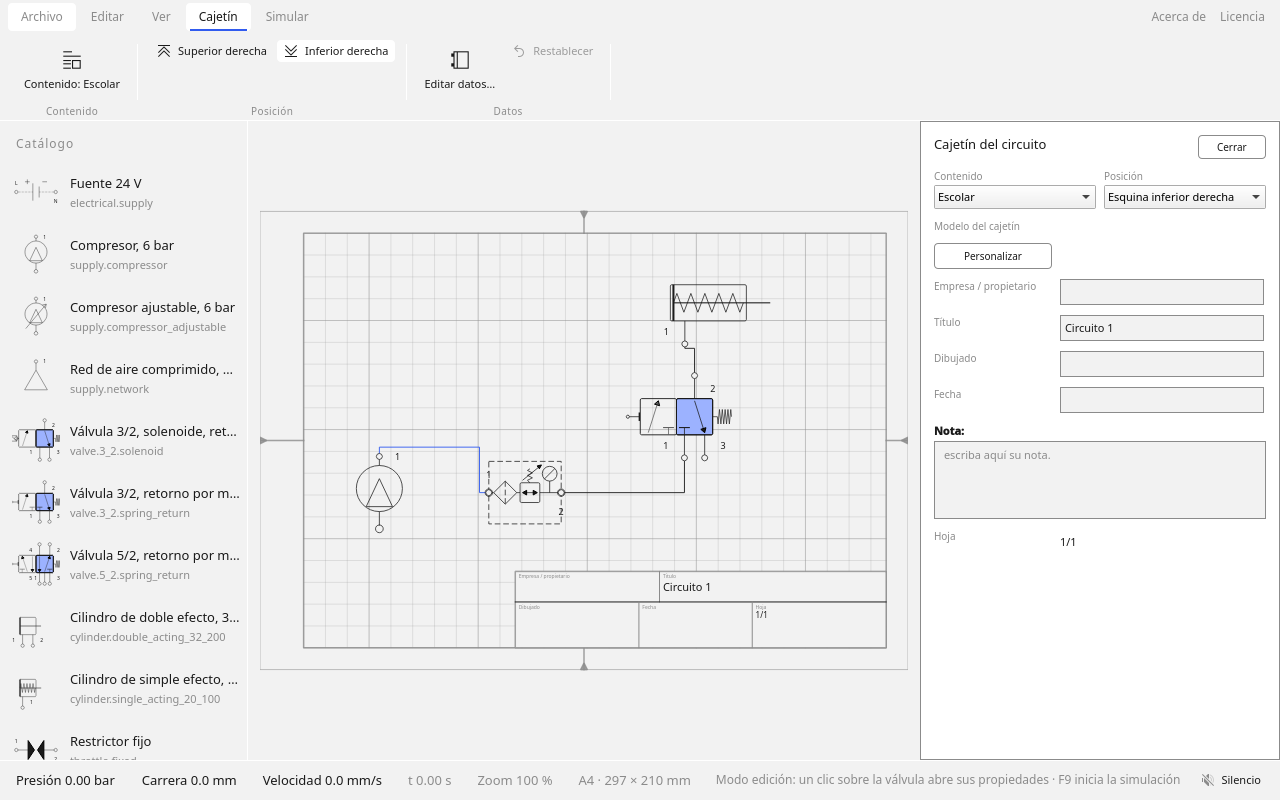 Archivo Editar Ver Cajetín Simular Acerca de Licencia
Contenido: Escolar
Superior derecha
Inferior derecha
Editar datos...
Restablecer
Contenido Posición Datos
Catálogo
Fuente 24 V
electrical.supply
Compresor, 6 bar
supply.compressor
Compresor ajustable, 6 bar
supply.compressor_adjustable
Red de aire comprimido, ...
supply.network
Válvula 3/2, solenoide, ret...
valve.3_2.solenoid
Válvula 3/2, retorno por m...
valve.3_2.spring_return
Válvula 5/2, retorno por m...
valve.5_2.spring_return
Cilindro de doble efecto, 3...
cylinder.double_acting_32_200
Cilindro de simple efecto, ...
cylinder.single_acting_20_100
Restrictor fijo
1
2
1
3
1
1
2
Empresa / propietario
Título
Circuito 1
Dibujado
Fecha
Hoja
1/1
Cajetín del circuito
Cerrar
Contenido Posición
Escolar Esquina inferior derecha
Modelo del cajetín
Personalizar
Empresa / propietario
Título Circuito 1
Dibujado
Fecha
Nota:
escriba aquí su nota.
Hoja 1/1
Presión 0.00 bar Carrera 0.0 mm Velocidad 0.0 mm/s t 0.00 s Zoom 100 % A4 · 297 × 210 mm Modo edición: un clic sobre la válvula abre sus propiedades · F9 inicia la simulación Silencio